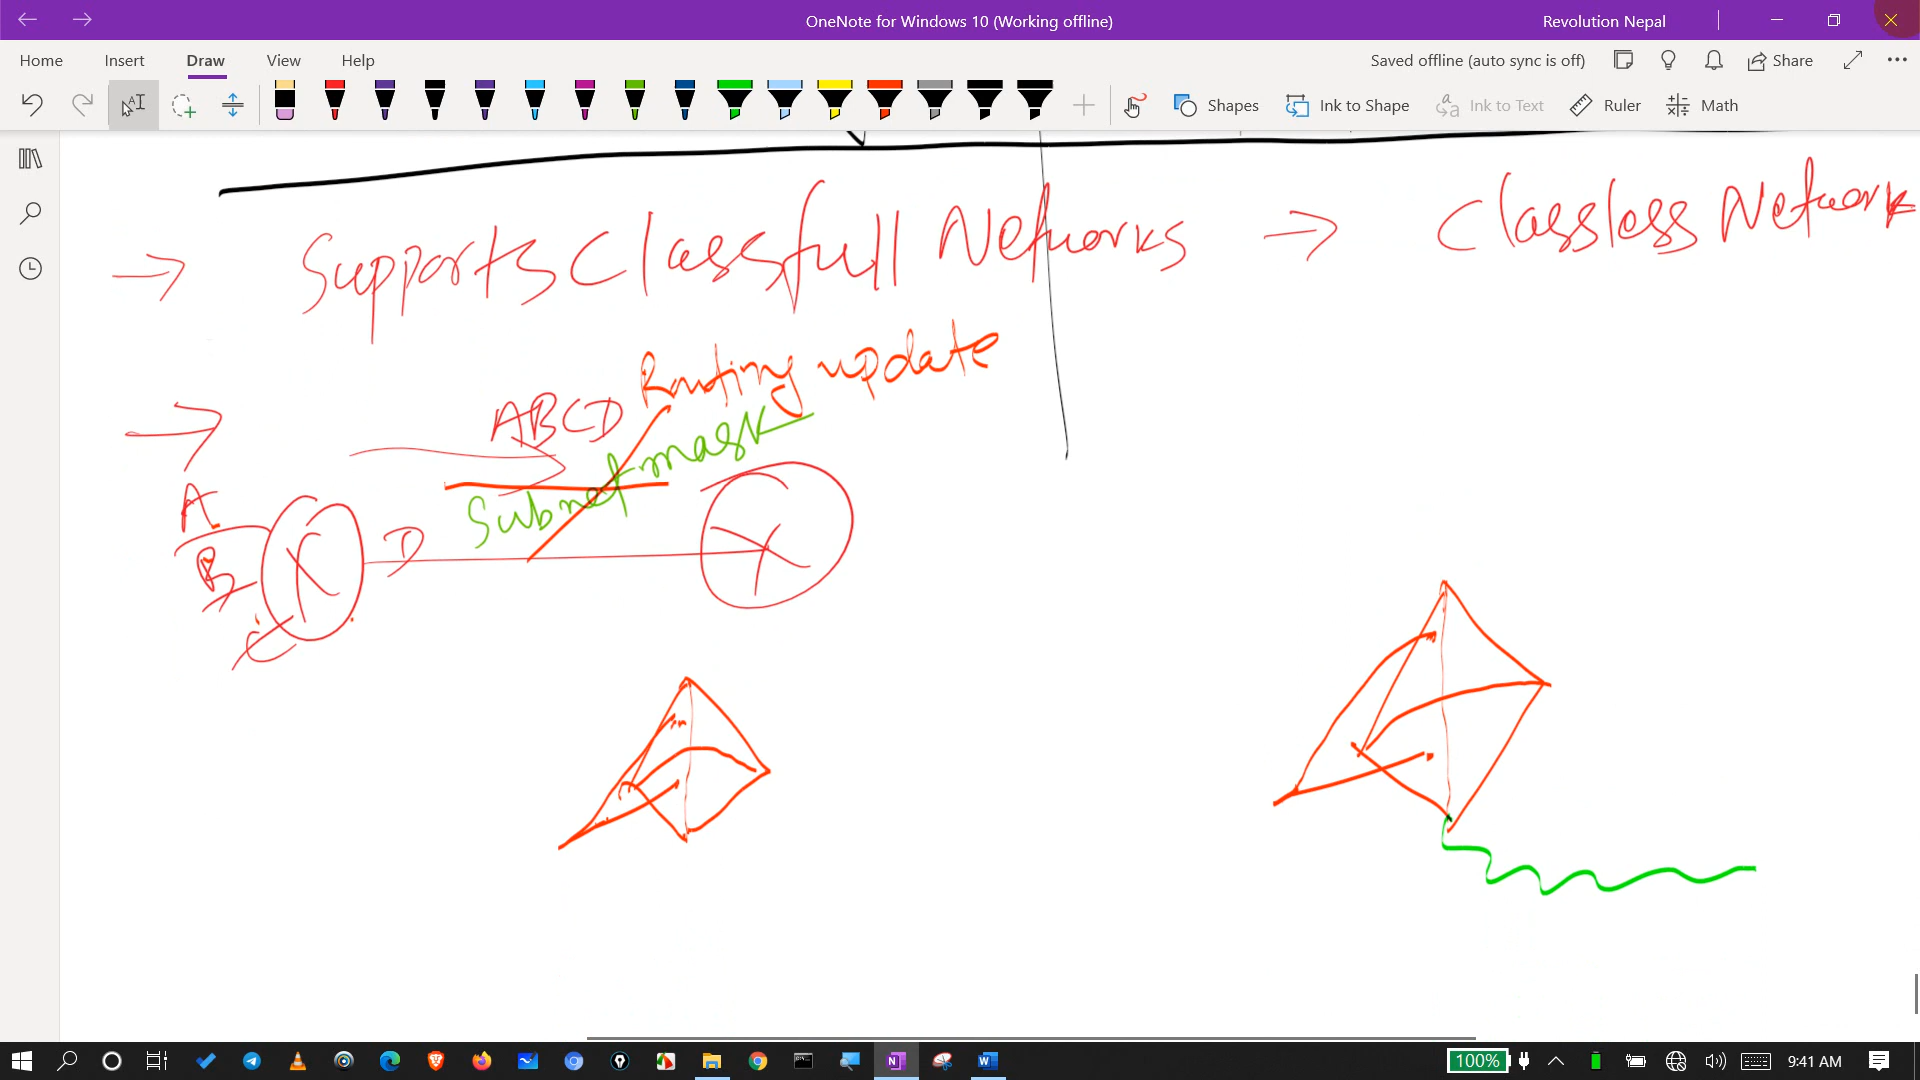 OneNote for Windows 10 (Working offline)
Revolution Nepal
Home Insert Draw View Help
Saved offline (auto sync is off)
Share
Shapes
Ink to Shape
Ink to Text
Ruler
Math
→ Supports Classfull Networks → Classless Network
→ Routing update
ABCD
Subnet mask
A
B
C
D
100%
9:41 AM